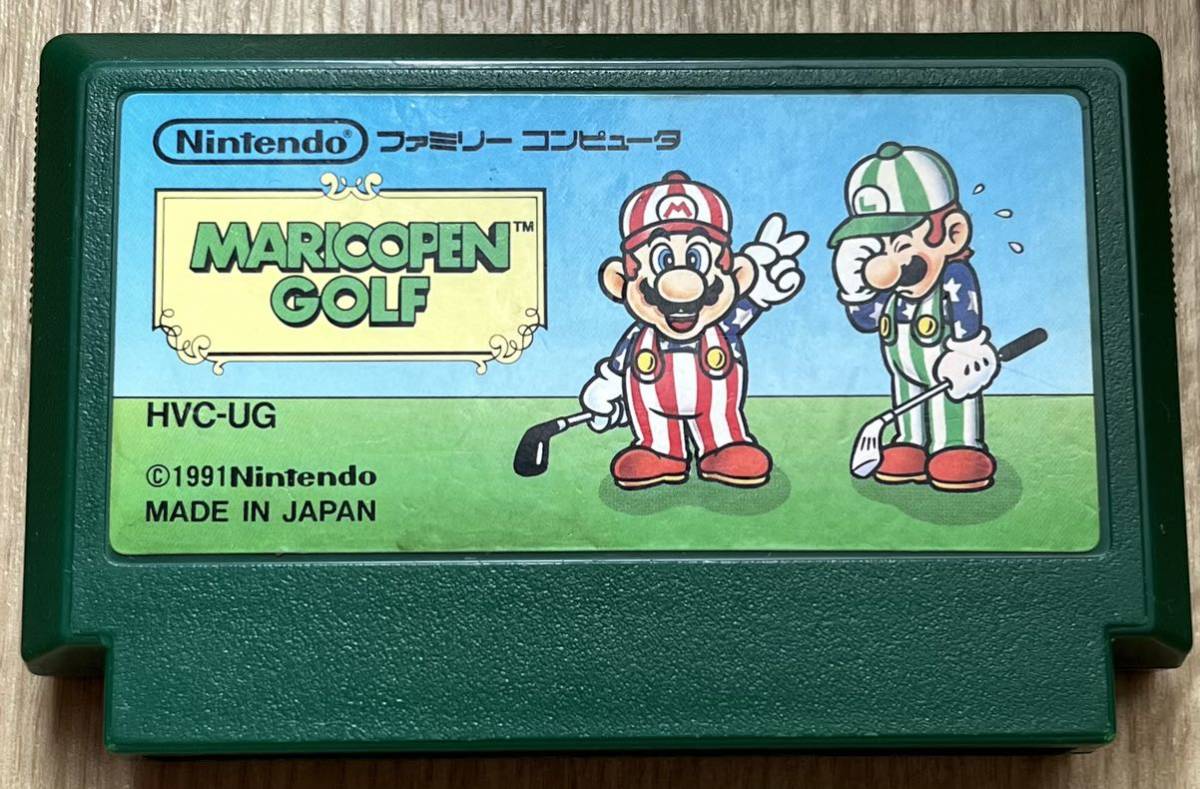 Nintendo® ファミリー コンピュータ
MARIOOPEN™
GOLF
HVC-UG
©1991Nintendo
MADE IN JAPAN
M
L